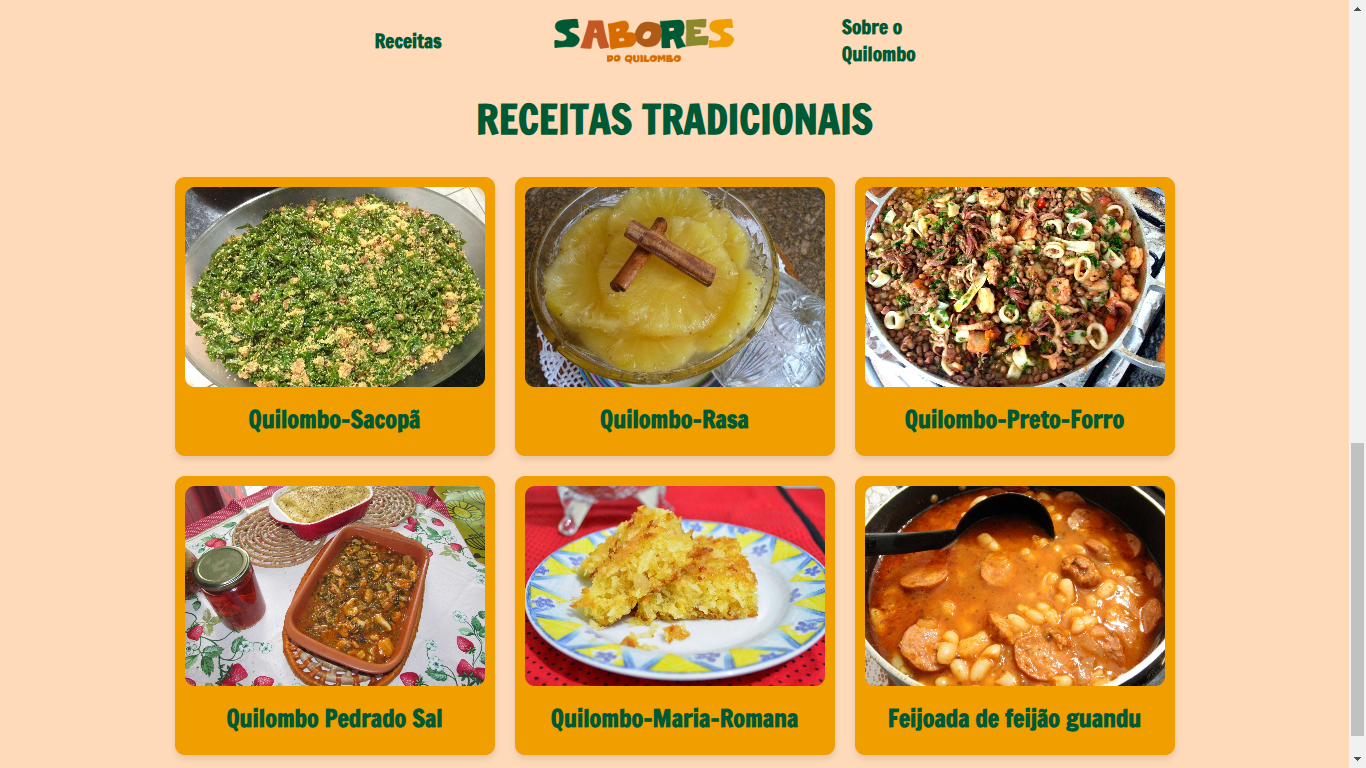 Receitas
SABORES
DO QUILOMBO
Sobre o
Quilombo
RECEITAS TRADICIONAIS
Quilombo-Sacopã
Quilombo-Rasa
Quilombo-Preto-Forro
Quilombo Pedrado Sal
Quilombo-Maria-Romana
Feijoada de feijão guandu